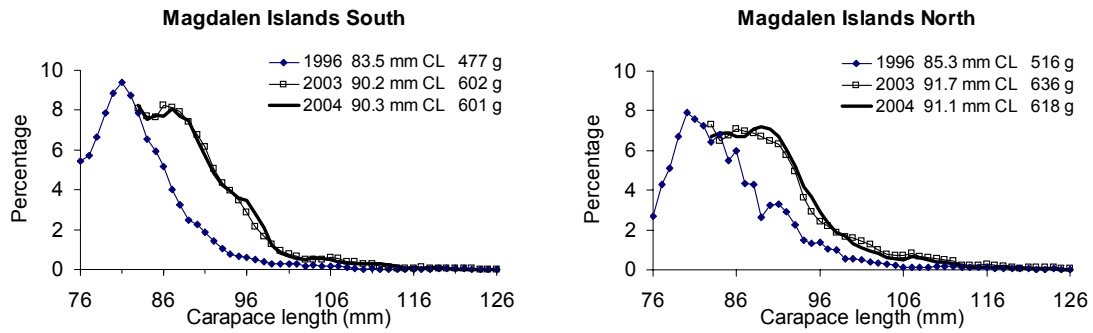 Magdalen Islands South
1996 83.5 mm CL 477 g
2003 90.2 mm CL 602 g
2004 90.3 mm CL 601 g
10
8
6
4
2
0
Percentage
76 86 96 106 116 126
Carapace length (mm)
Magdalen Islands North
1996 85.3 mm CL 516 g
2003 91.7 mm CL 636 g
2004 91.1 mm CL 618 g
10
8
6
4
2
0
Percentage
76 86 96 106 116 126
Carapace length (mm)